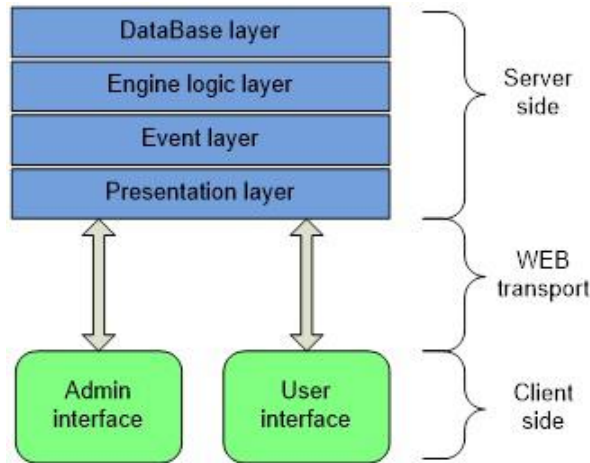 DataBase layer
Engine logic layer
Event layer
Presentation layer
Server
side
WEB
transport
Admin
interface
User
interface
Client
side